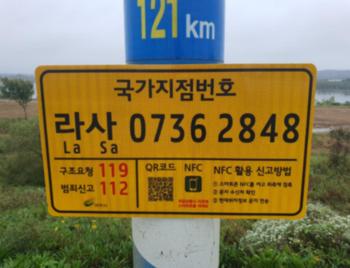 121 km
국가지점번호
라사 0736 2848
La Sa
구조요청 119
범죄신고 112
QR코드 NFC
NFC 활용 신고방법